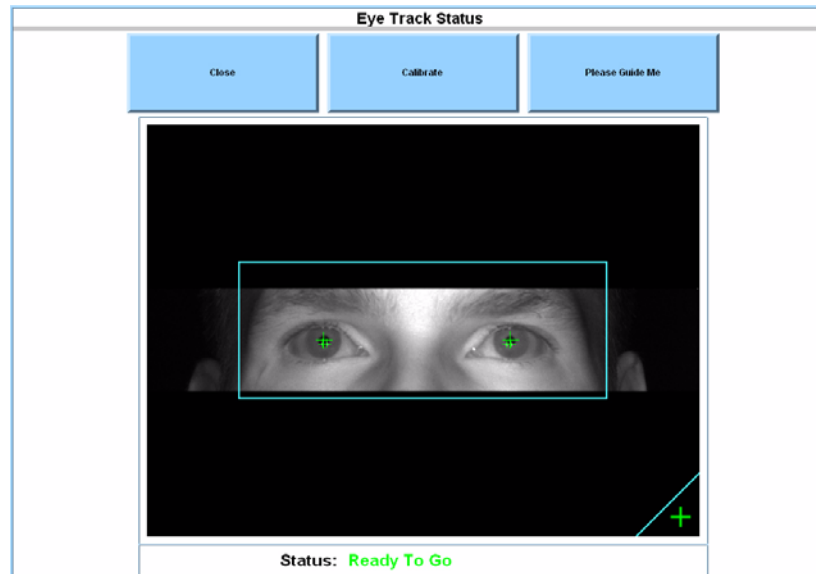 Eye Track Status
Close
Calibrate
Please Guide Me
Status: Ready To Go